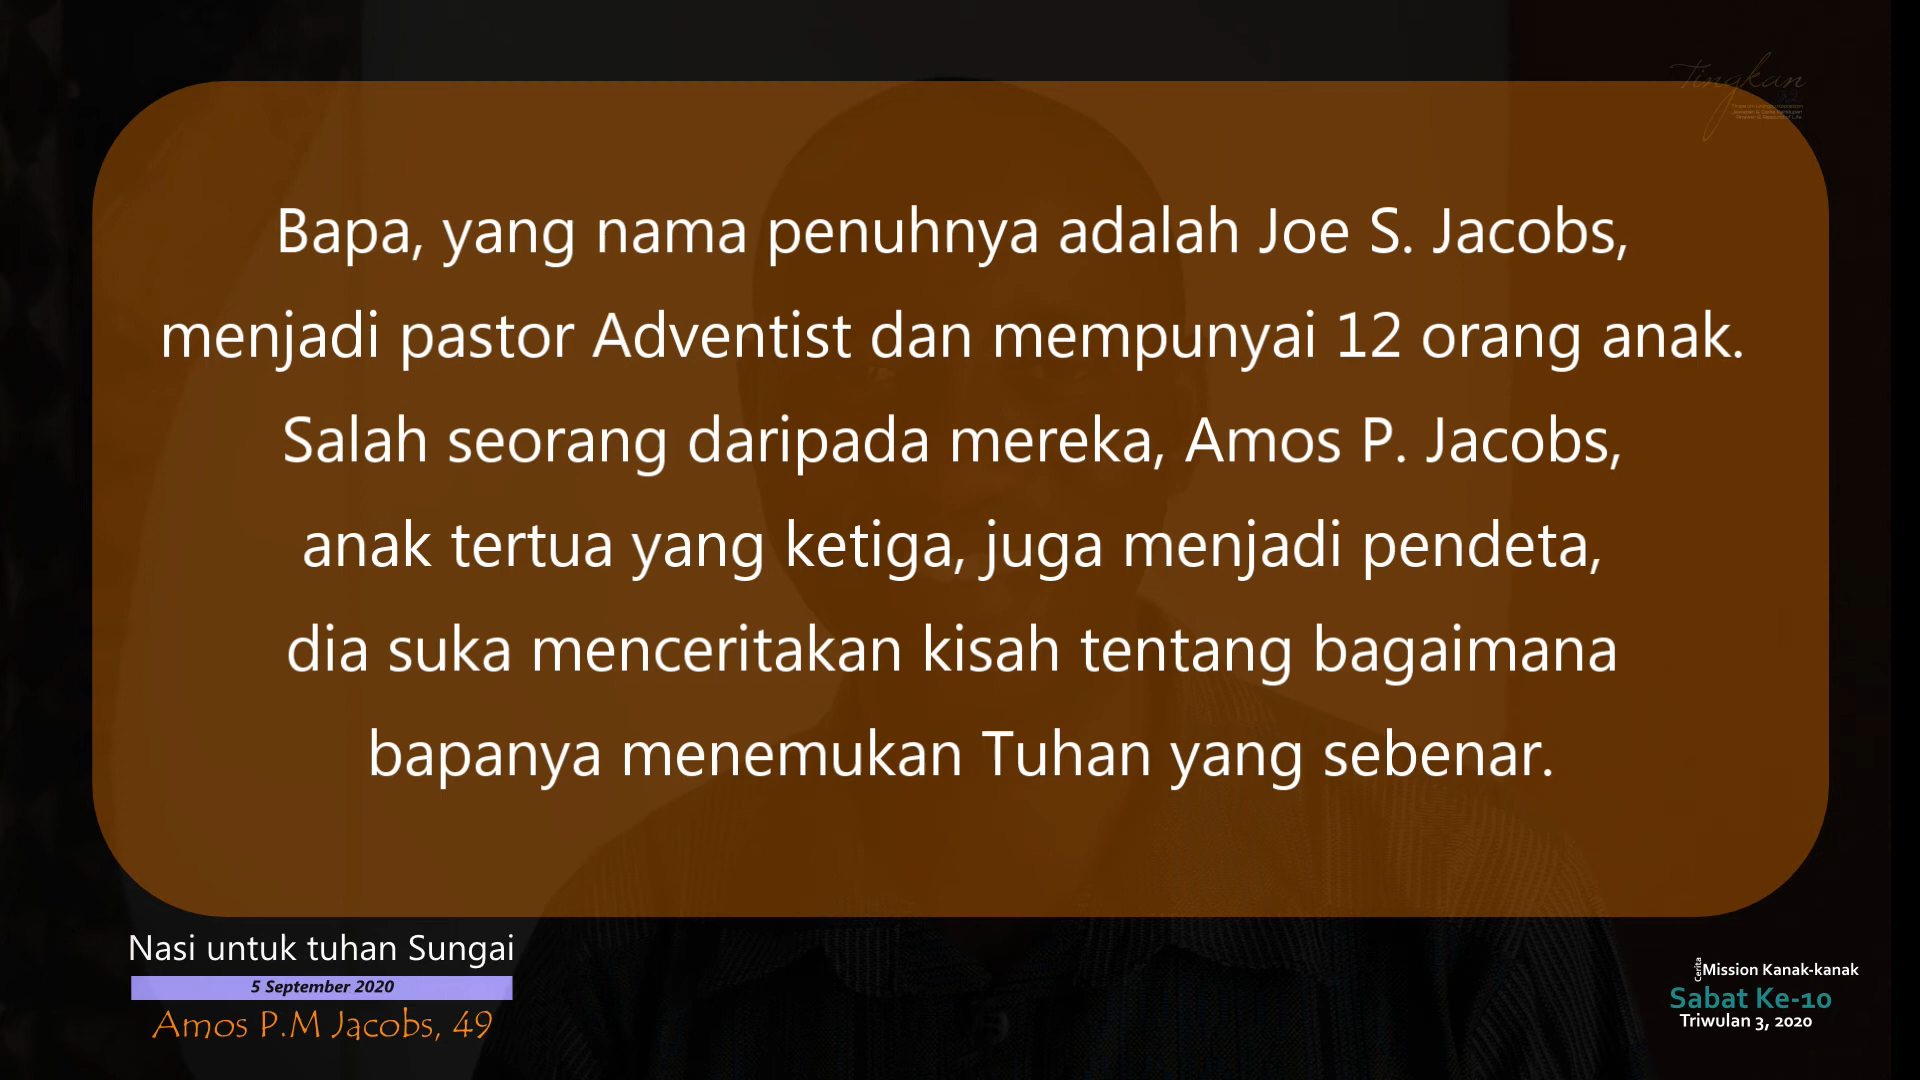 Tingkan
Bapa, yang nama penuhnya adalah Joe S. Jacobs,
menjadi pastor Adventist dan mempunyai 12 orang anak.
Salah seorang daripada mereka, Amos P. Jacobs,
anak tertua yang ketiga, juga menjadi pendeta,
dia suka menceritakan kisah tentang bagaimana
bapanya menemukan Tuhan yang sebenar.
Nasi untuk tuhan Sungai
5 September 2020
Amos P.M Jacobs, 49
Cerita
Mission Kanak-kanak
Sabat Ke-10
Triwulan 3, 2020